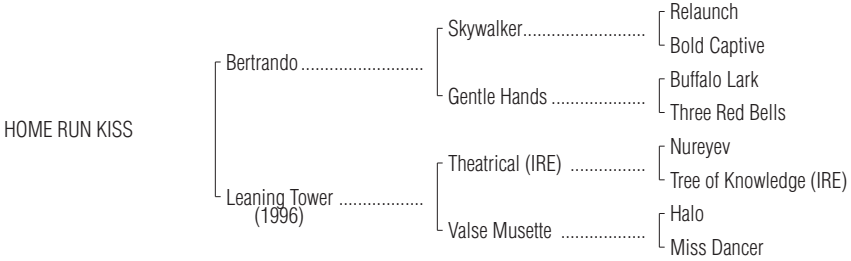 Relaunch
Skywalker..........................
Bold Captive
Bertrando..........................
Buffalo Lark
Gentle Hands....................
Three Red Bells
HOME RUN KISS
Nureyev
Theatrical (IRE) ................
Tree of Knowledge (IRE)
Leaning Tower ..................
(1996)
Halo
Valse Musette ..................
Miss Dancer